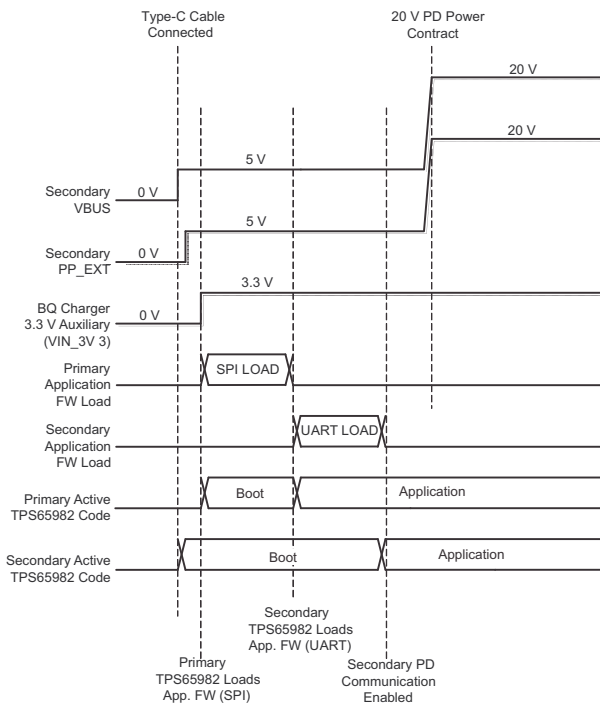 Type-C Cable
Connected
20 V PD Power
Contract
20 V
20 V
5 V
Secondary
VBUS
0 V
5 V
Secondary
PP_EXT
0 V
3.3 V
BQ Charger
3.3 V Auxiliary
(VIN_3V 3)
0 V
Primary
Application
FW Load
SPI LOAD
Secondary
Application
FW Load
UART LOAD
Primary Active
TPS65982 Code
Boot
Application
Secondary Active
TPS65982 Code
Boot
Application
Secondary
TPS65982 Loads
App. FW (UART)
Primary
TPS65982 Loads
App. FW (SPI)
Secondary PD
Communication
Enabled